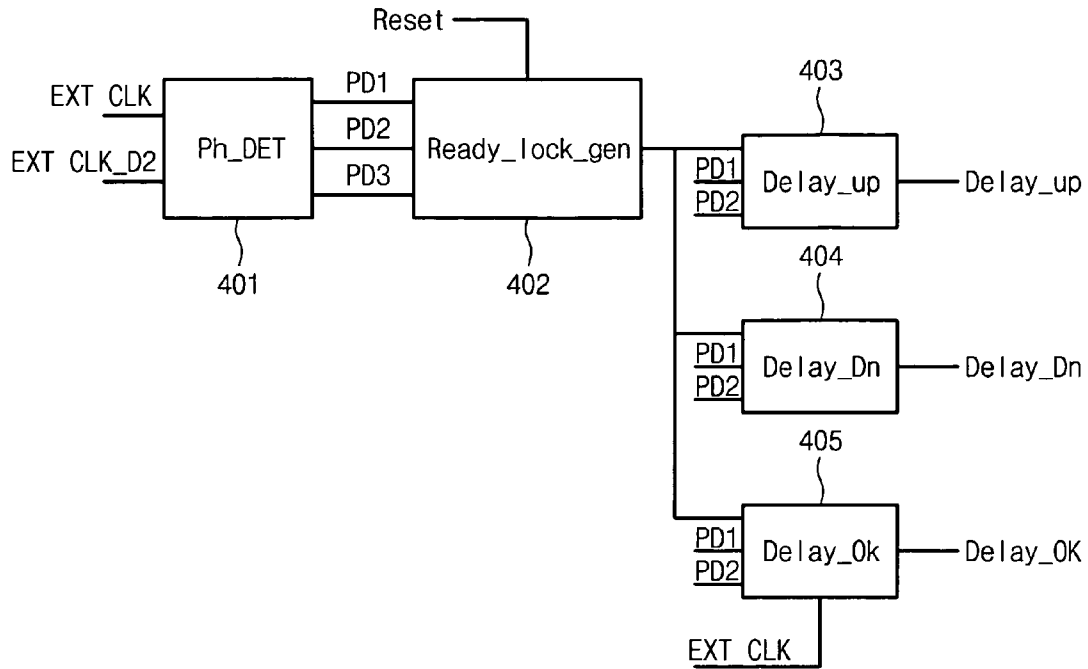 Reset
EXT CLK
EXT CLK_D2
Ph_DET
401
PD1
PD2
PD3
Ready_lock_gen
402
403
PD1
PD2
Delay_up
Delay_up
404
PD1
PD2
Delay_Dn
Delay_Dn
405
PD1
PD2
Delay_Ok
Delay_OK
EXT CLK